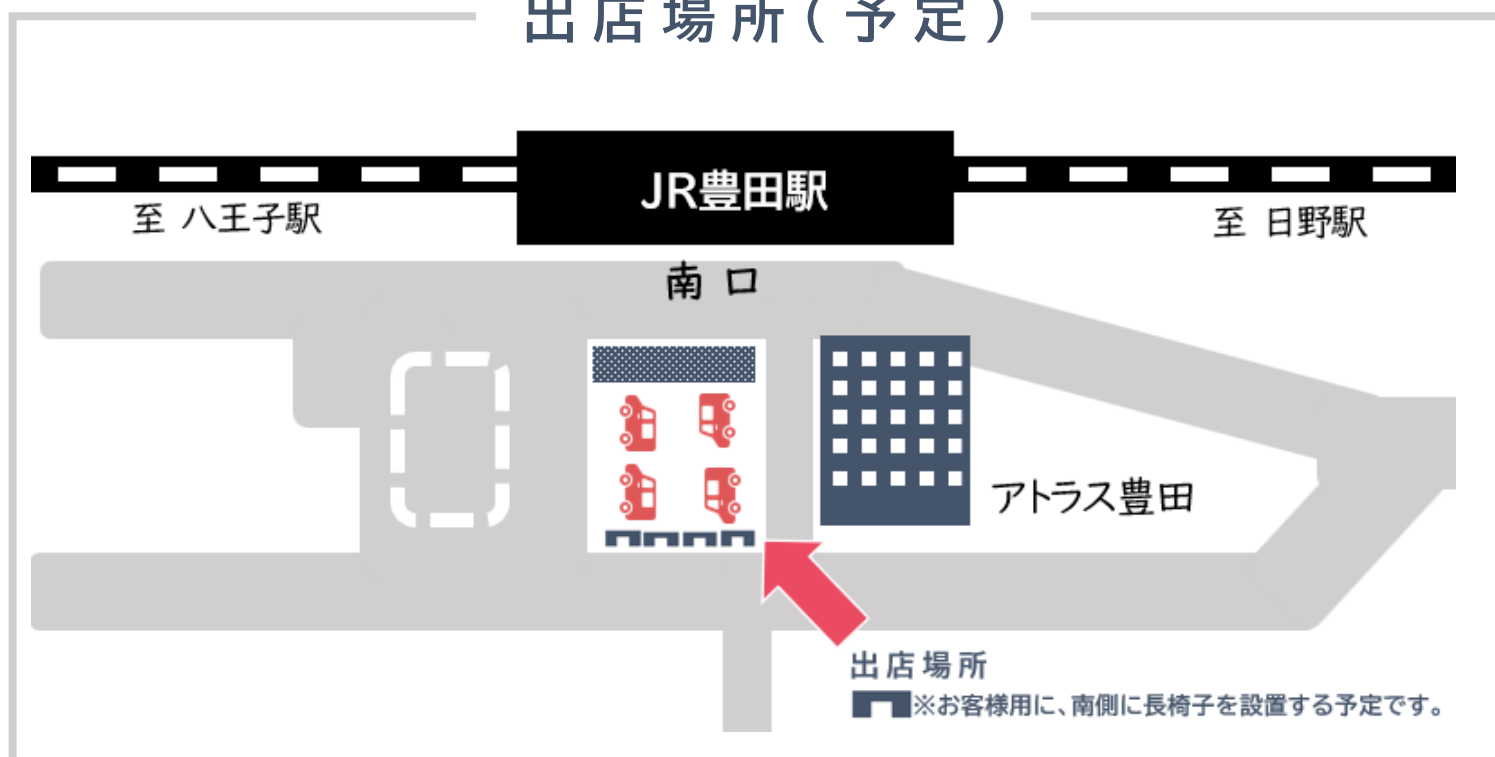 出店場所(予定)
JR豊田駅
至 八王子駅
至 日野駅
南口
アトラス豊田
出店場所
※お客様用に、南側に長椅子を設置する予定です。